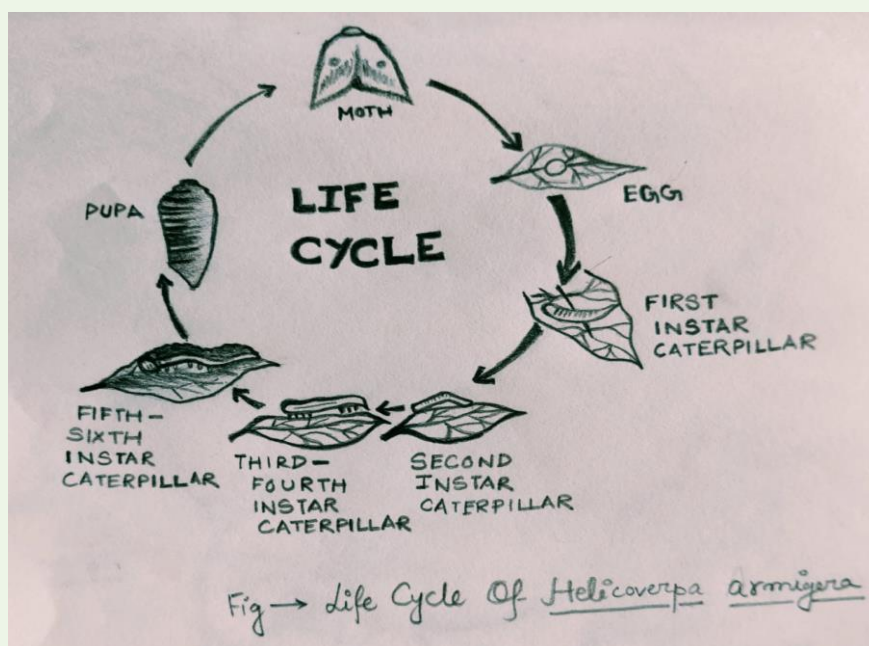 MOTH
EGG
PUPA
LIFE
CYCLE
FIRST
INSTAR
CATERPILLAR
FIFTH-
SIXTH
INSTAR
CATERPILLAR
THIRD-
FOURTH
INSTAR
CATERPILLAR
SECOND
INSTAR
CATERPILLAR
Fig → Life Cycle Of Helicoverpa armigera